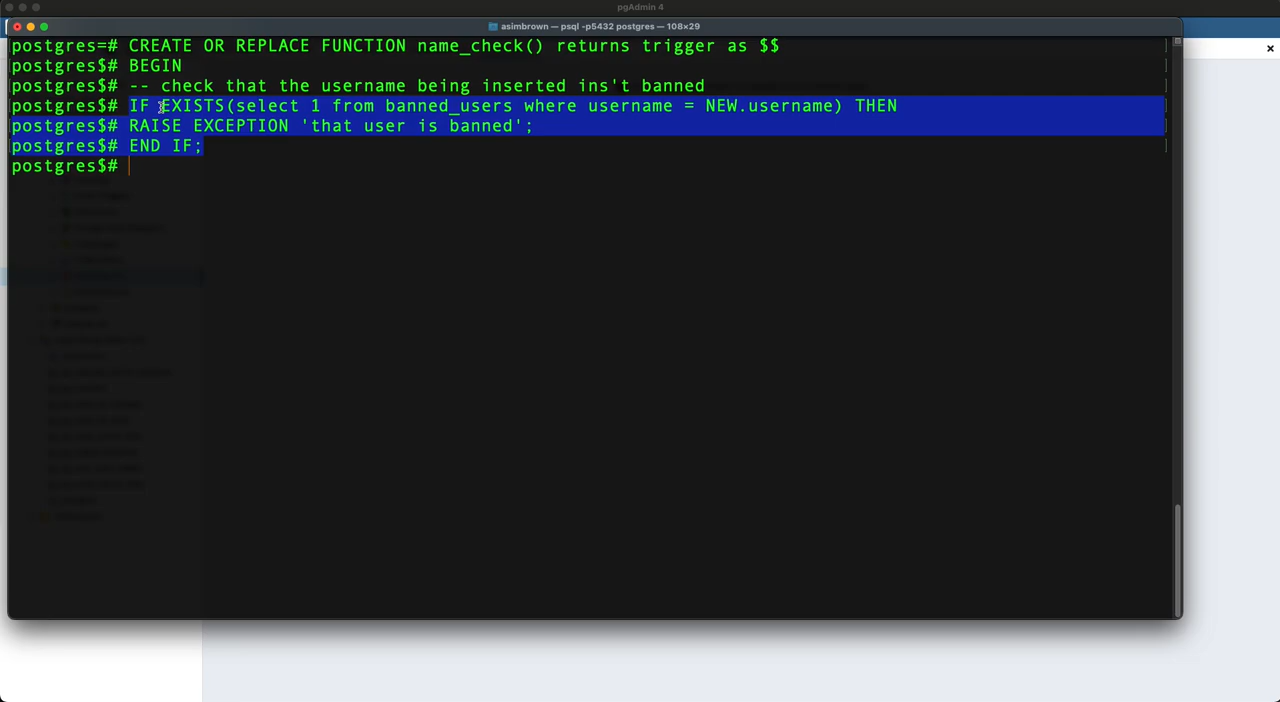 pgAdmin 4
asimbrown — psql -p5432 postgres — 108×29
postgres=# CREATE OR REPLACE FUNCTION name_check() returns trigger as $$
postgres$# BEGIN
postgres$# -- check that the username being inserted ins't banned
postgres$# IF EXISTS(select 1 from banned_users where username = NEW.username) THEN
postgres$# RAISE EXCEPTION 'that user is banned';
postgres$# END IF;
postgres$#